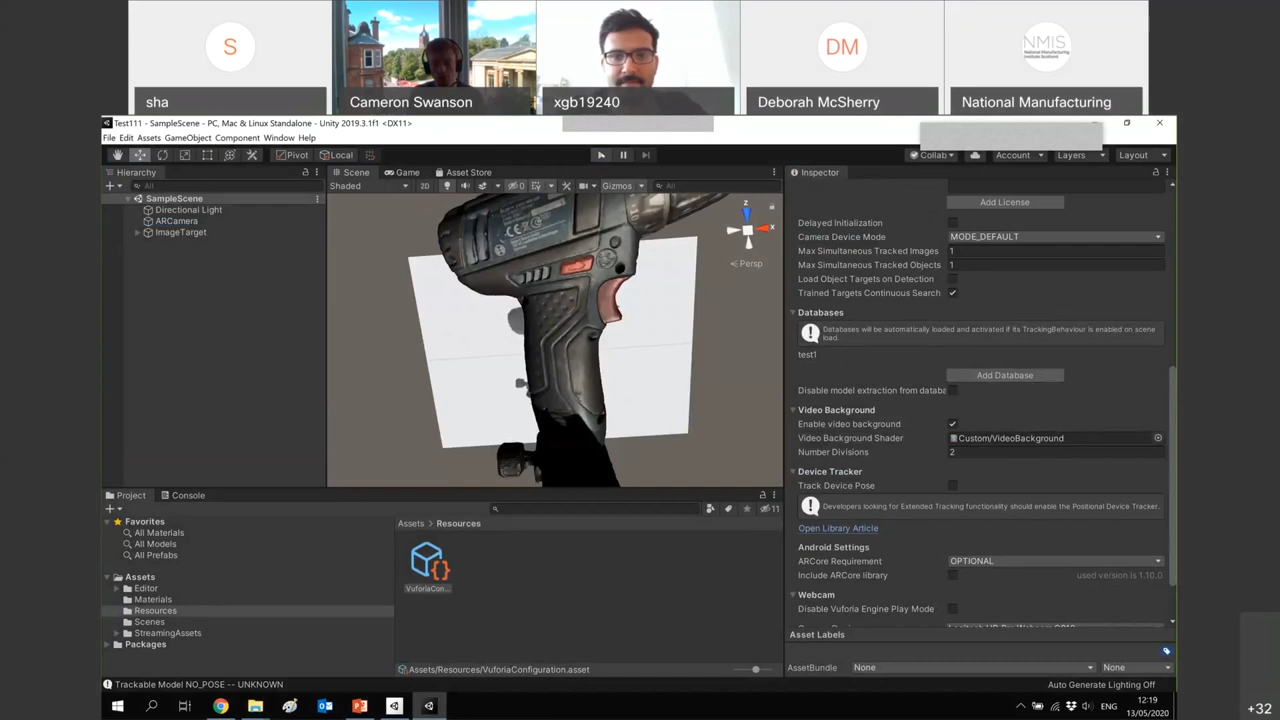 S
DM
NMIS
National Manufacturing
Institute Scotland
sha
Cameron Swanson
xgb19240
Deborah McSherry
National Manufacturing
Test111 - SampleScene - PC, Mac & Linux Standalone - Unity 2019.3.1f1 <DX11>
File Edit Assets GameObject Component Window Help
Pivot Local
Collab Account Layers Layout
Hierarchy
All
SampleScene
Directional Light
ARCamera
ImageTarget
Scene Game Asset Store
Shaded 2D 0 Gizmos All
z
x
Persp
Inspector
Add License
Delayed Initialization
Camera Device Mode MODE_DEFAULT
Max Simultaneous Tracked Images 1
Max Simultaneous Tracked Objects 1
Load Object Targets on Detection
Trained Targets Continuous Search
Databases
Databases will be automatically loaded and activated if its TrackingBehaviour is enabled on scene
load.
test1
Add Database
Disable model extraction from databa
Video Background
Enable video background
Video Background Shader Custom/VideoBackground
Number Divisions 2
Device Tracker
Track Device Pose
Developers looking for Extended Tracking functionality should enable the Positional Device Tracker.
Open Library Article
Android Settings
ARCore Requirement OPTIONAL
Include ARCore library used version is 1.10.0
Webcam
Disable Vuforia Engine Play Mode
Asset Labels
AssetBundle None None
Project Console
11
Favorites
All Materials
All Models
All Prefabs
Assets
Editor
Materials
Resources
Scenes
StreamingAssets
Packages
Assets Resources
VuforiaCon...
Assets/Resources/VuforiaConfiguration.asset
Trackable Model NO_POSE -- UNKNOWN
Auto Generate Lighting Off
ENG
12:19
13/05/2020
+32